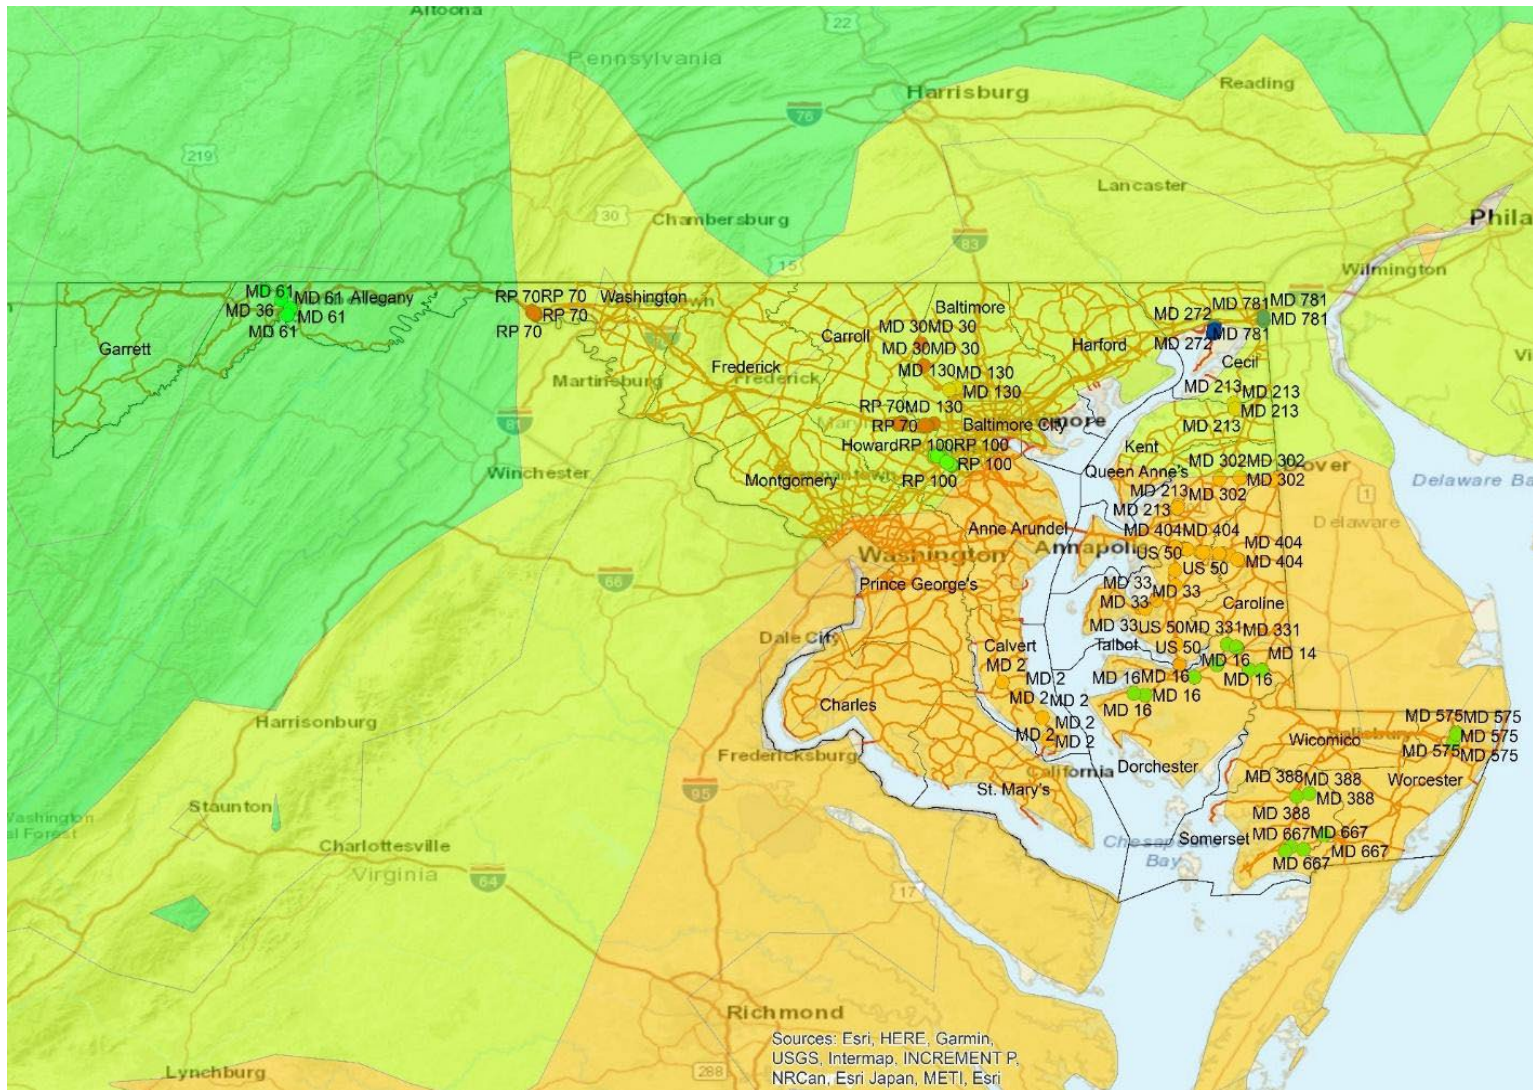 Altoona
22
Pennsylvania
Reading
Harrisburg
76
219
Lancaster
30
Chambersburg
83
Phila
15
Wilmington
MD 61
MD 61
Allegany
MD 36
MD 61
MD 61
Garrett
RP 70
RP 70
RP 70
RP 70
Washington
Baltimore
MD 272
MD 781
MD 781
MD 781
MD 781
MD 272
Carroll
MD 30
MD 30
MD 30
MD 30
Harford
Cecil
MD 130
MD 130
MD 130
Frederick
Frederick
Martinsburg
MD 213
MD 213
MD 213
RP 70
MD 130
RP 70
Baltimore City
more
81
Howard
RP 100
RP 100
RP 100
RP 100
Kent
Winchester
Montgomery
Queen Anne's
MD 302
MD 302
over
MD 302
MD 213
MD 213
Delaware Ba
1
Delaware
Anne Arundel
MD 404
MD 404
MD 404
MD 404
Washington
Annapolis
US 50
US 50
66
Prince George's
MD 33
MD 33
MD 33
MD 33
Caroline
US 50
MD 331
MD 331
Dale City
Calvert
Talbot
US 50
MD 14
MD 2
MD 16
MD 16
MD 16
MD 16
MD 16
MD 16
MD 2
MD 2
MD 2
MD 2
MD 2
MD 2
Charles
Harrisonburg
MD 575
MD 575
MD 575
MD 575
MD 575
Wicomico
Salisbury
Fredericksburg
Dorchester
California
St. Mary's
Worcester
MD 388
MD 388
MD 388
MD 388
95
Staunton
Washington
al Forest
Somerset
MD 667
MD 667
MD 667
MD 667
Chesapeake
Bay
Charlottesville
Virginia
64
17
Richmond
Sources: Esri, HERE, Garmin,
USGS, Intermap, INCREMENT P,
NRCan, Esri Japan, METI, Esri
288
Lynchburg